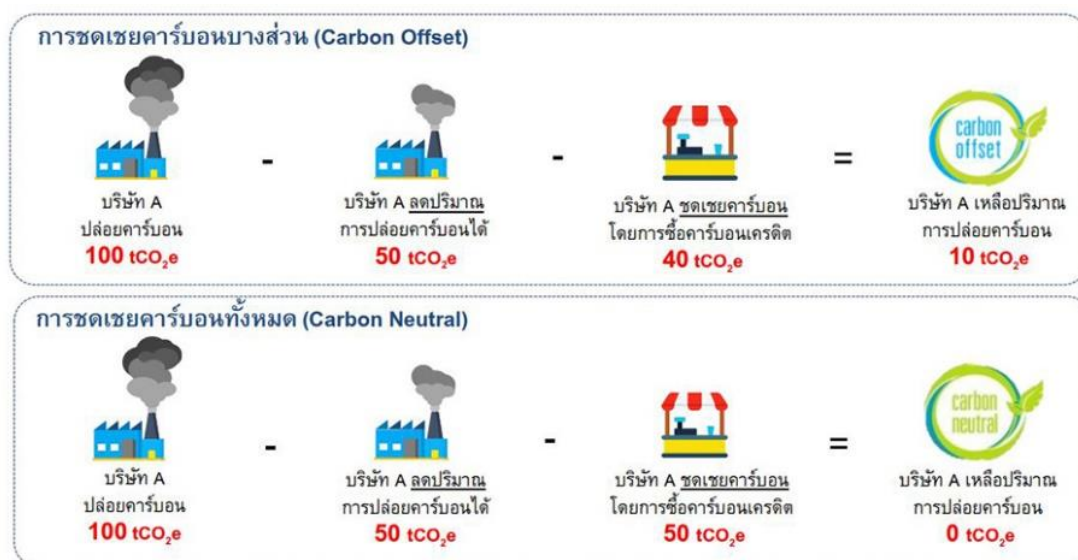 การชดเชยคาร์บอนบางส่วน (Carbon Offset)
carbon offset
- - =
บริษัท A บริษัท A ลดปริมาณ บริษัท A ชดเชยคาร์บอน บริษัท A เหลือปริมาณ
ปล่อยคาร์บอน การปล่อยคาร์บอนได้ โดยการซื้อคาร์บอนเครดิต การปล่อยคาร์บอน
100 tCO₂e 50 tCO₂e 40 tCO₂e 10 tCO₂e
การชดเชยคาร์บอนทั้งหมด (Carbon Neutral)
carbon neutral
- - =
บริษัท A บริษัท A ลดปริมาณ บริษัท A ชดเชยคาร์บอน บริษัท A เหลือปริมาณ
ปล่อยคาร์บอน การปล่อยคาร์บอนได้ โดยการซื้อคาร์บอนเครดิต การปล่อยคาร์บอน
100 tCO₂e 50 tCO₂e 50 tCO₂e 0 tCO₂e